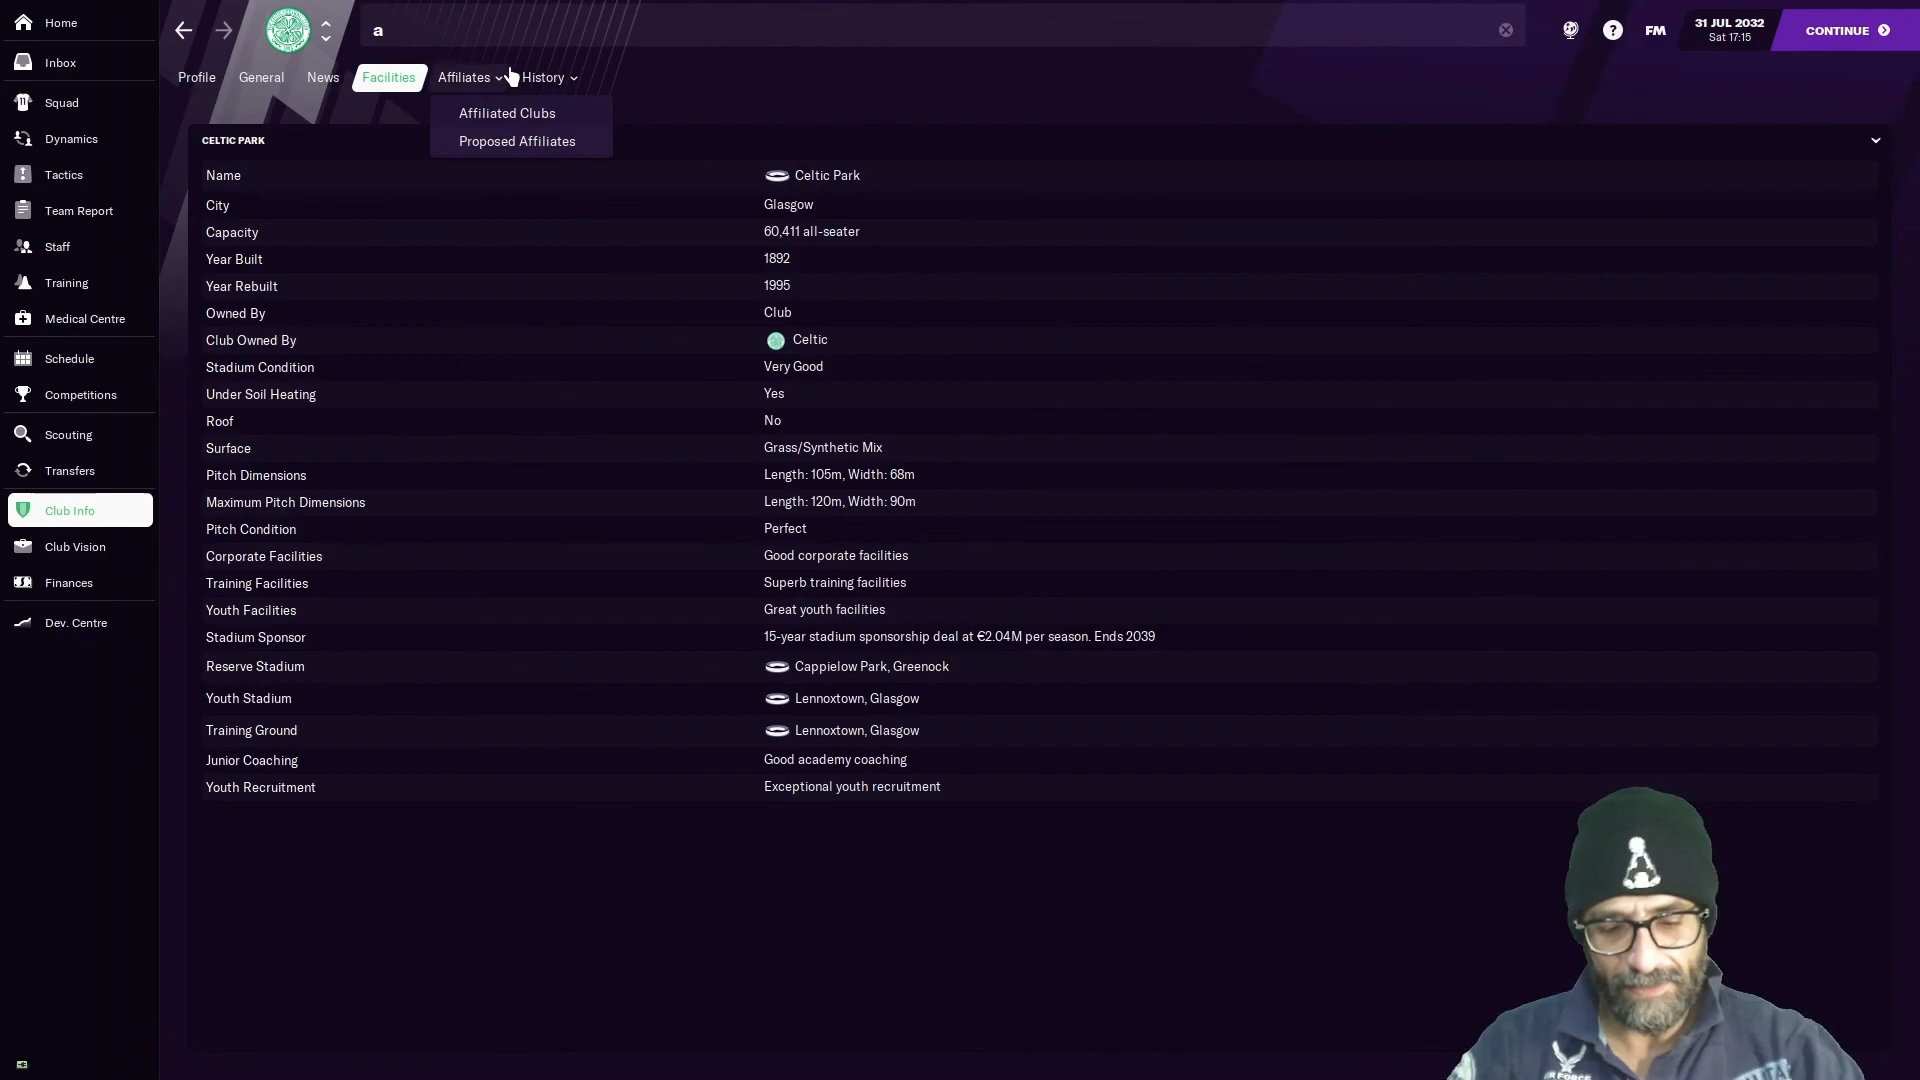 Home
Inbox
Squad
Dynamics
Tactics
Team Report
Staff
Training
Medical Centre
Schedule
Competitions
Scouting
Transfers
Club Info
Club Vision
Finances
Dev. Centre
a
FM
31 JUL 2032
Sat 17:15
CONTINUE
Profile General News Facilities Affiliates History
Affiliated Clubs
Proposed Affiliates
CELTIC PARK
Name Celtic Park
City Glasgow
Capacity 60,411 all-seater
Year Built 1892
Year Rebuilt 1995
Owned By Club
Club Owned By Celtic
Stadium Condition Very Good
Under Soil Heating Yes
Roof No
Surface Grass/Synthetic Mix
Pitch Dimensions Length: 105m, Width: 68m
Maximum Pitch Dimensions Length: 120m, Width: 90m
Pitch Condition Perfect
Corporate Facilities Good corporate facilities
Training Facilities Superb training facilities
Youth Facilities Great youth facilities
Stadium Sponsor 15-year stadium sponsorship deal at €2.04M per season. Ends 2039
Reserve Stadium Cappielow Park, Greenock
Youth Stadium Lennoxtown, Glasgow
Training Ground Lennoxtown, Glasgow
Junior Coaching Good academy coaching
Youth Recruitment Exceptional youth recruitment